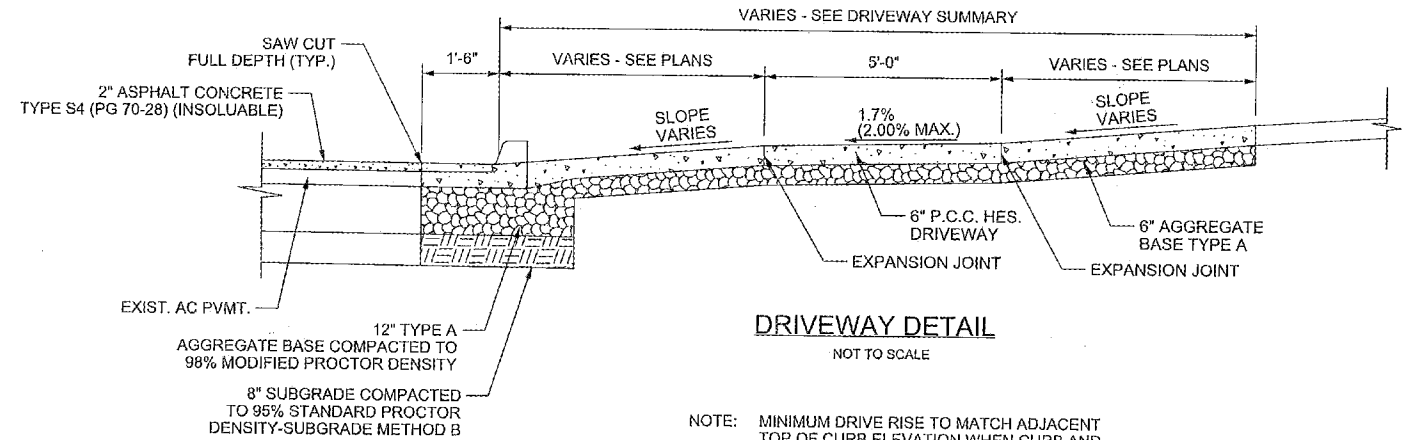 VARIES - SEE DRIVEWAY SUMMARY
SAW CUT
FULL DEPTH (TYP.)
1'-6"
VARIES - SEE PLANS
5'-0"
VARIES - SEE PLANS
2" ASPHALT CONCRETE
TYPE S4 (PG 70-28) (INSOLUABLE)
SLOPE
VARIES
1.7%
(2.00% MAX.)
SLOPE
VARIES
6" P.C.C. HES.
DRIVEWAY
6" AGGREGATE
BASE TYPE A
EXPANSION JOINT
EXPANSION JOINT
EXIST. AC PVMT.
12" TYPE A
AGGREGATE BASE COMPACTED TO
98% MODIFIED PROCTOR DENSITY
DRIVEWAY DETAIL
NOT TO SCALE
8" SUBGRADE COMPACTED
TO 95% STANDARD PROCTOR
DENSITY-SUBGRADE METHOD B
NOTE: MINIMUM DRIVE RISE TO MATCH ADJACENT
TOP OF CURB ELEVATION WHEN CURB AND